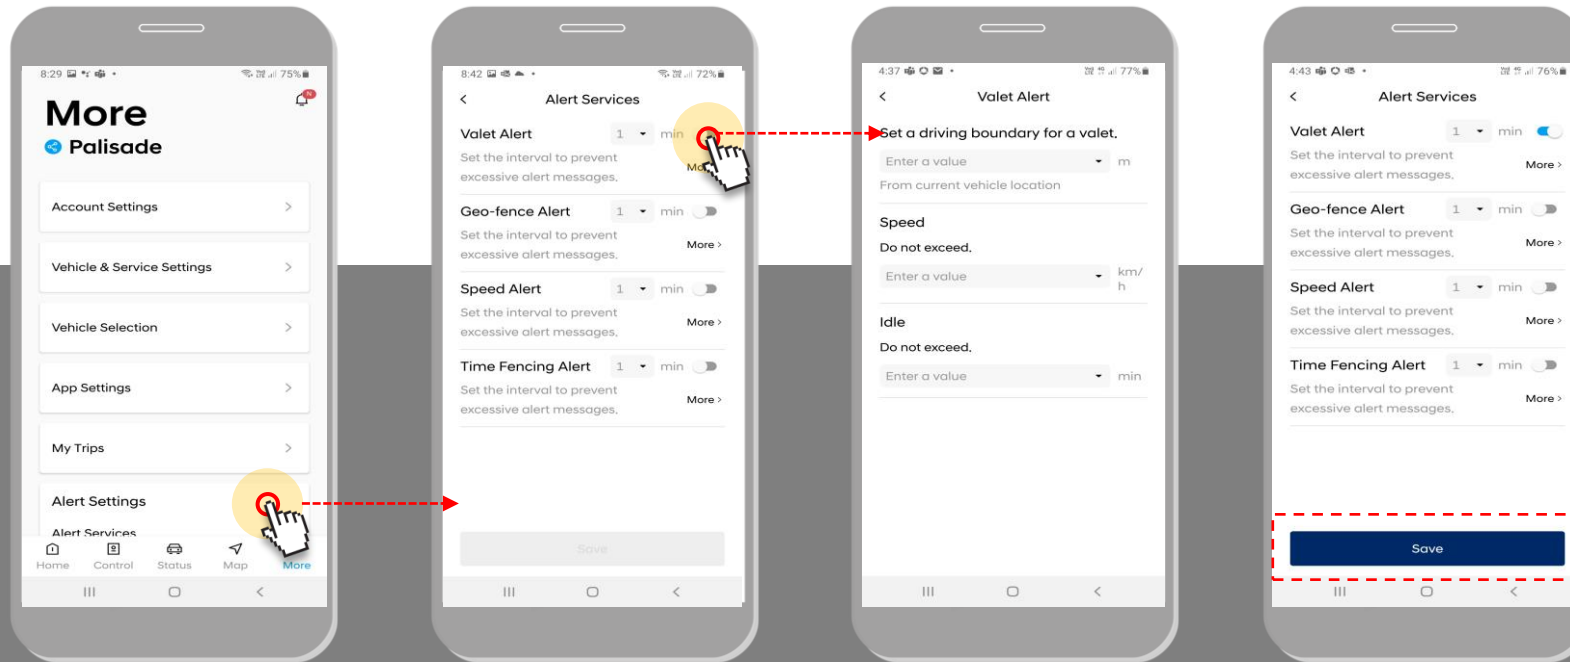 8:29
75%
More
N
Palisade
Account Settings
Vehicle & Service Settings
Vehicle Selection
App Settings
My Trips
Alert Settings
Alert Services
Home Control Status Map More
8:42
72%
Alert Services
Valet Alert 1 min
Set the interval to prevent
excessive alert messages.
Geo-fence Alert 1 min
Set the interval to prevent
excessive alert messages.
More >
Speed Alert 1 min
Set the interval to prevent
excessive alert messages.
More >
Time Fencing Alert 1 min
Set the interval to prevent
excessive alert messages.
More >
Save
4:37
77%
Valet Alert
Set a driving boundary for a valet.
Enter a value m
From current vehicle location
Speed
Do not exceed.
Enter a value km/
h
Idle
Do not exceed.
Enter a value min
4:43
76%
Alert Services
Valet Alert 1 min
Set the interval to prevent
excessive alert messages.
More >
Geo-fence Alert 1 min
Set the interval to prevent
excessive alert messages.
More >
Speed Alert 1 min
Set the interval to prevent
excessive alert messages.
More >
Time Fencing Alert 1 min
Set the interval to prevent
excessive alert messages.
More >
Save